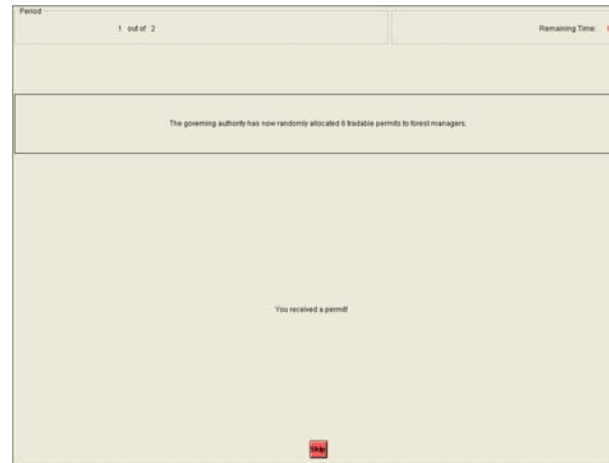 Period
1 out of 2
Remaining Time:
The governing authority has now randomly allocated 6 tradable permits to forest managers.
You received a permit!
Skip